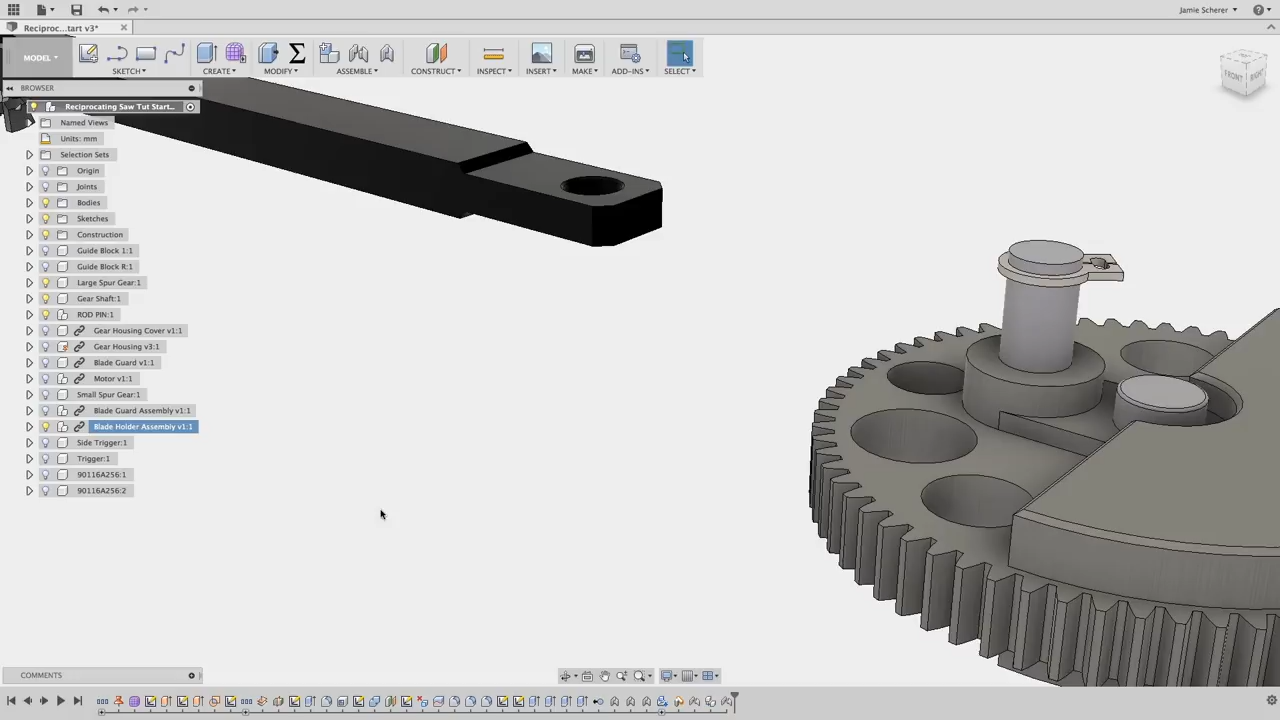 Jamie Scherer
Reciproc...tart v3*
MODEL
SKETCH
CREATE
MODIFY
ASSEMBLE
CONSTRUCT
INSPECT
INSERT
MAKE
ADD-INS
SELECT
FRONT
RIGHT
BROWSER
Reciprocating Saw Tut Start...
Named Views
Units: mm
Selection Sets
Origin
Joints
Bodies
Sketches
Construction
Guide Block 1:1
Guide Block R:1
Large Spur Gear:1
Gear Shaft:1
ROD PIN:1
Gear Housing Cover v1:1
Gear Housing v3:1
Blade Guard v1:1
Motor v1:1
Small Spur Gear:1
Blade Guard Assembly v1:1
Blade Holder Assembly v1:1
Side Trigger:1
Trigger:1
90116A256:1
90116A256:2
COMMENTS